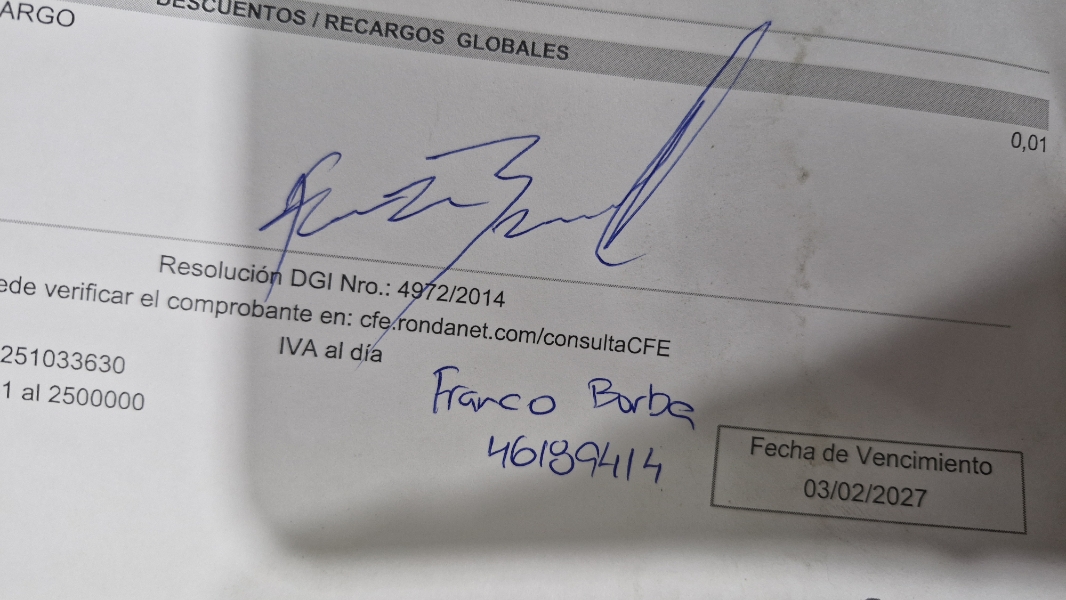 ARGO
DESCUENTOS / RECARGOS GLOBALES
0,01
Resolución DGI Nro.: 4972/2014
ede verificar el comprobante en: cfe.rondanet.com/consultaCFE
IVA al día
251033630
1 al 2500000
Franco Borba
46189414
Fecha de Vencimiento
03/02/2027